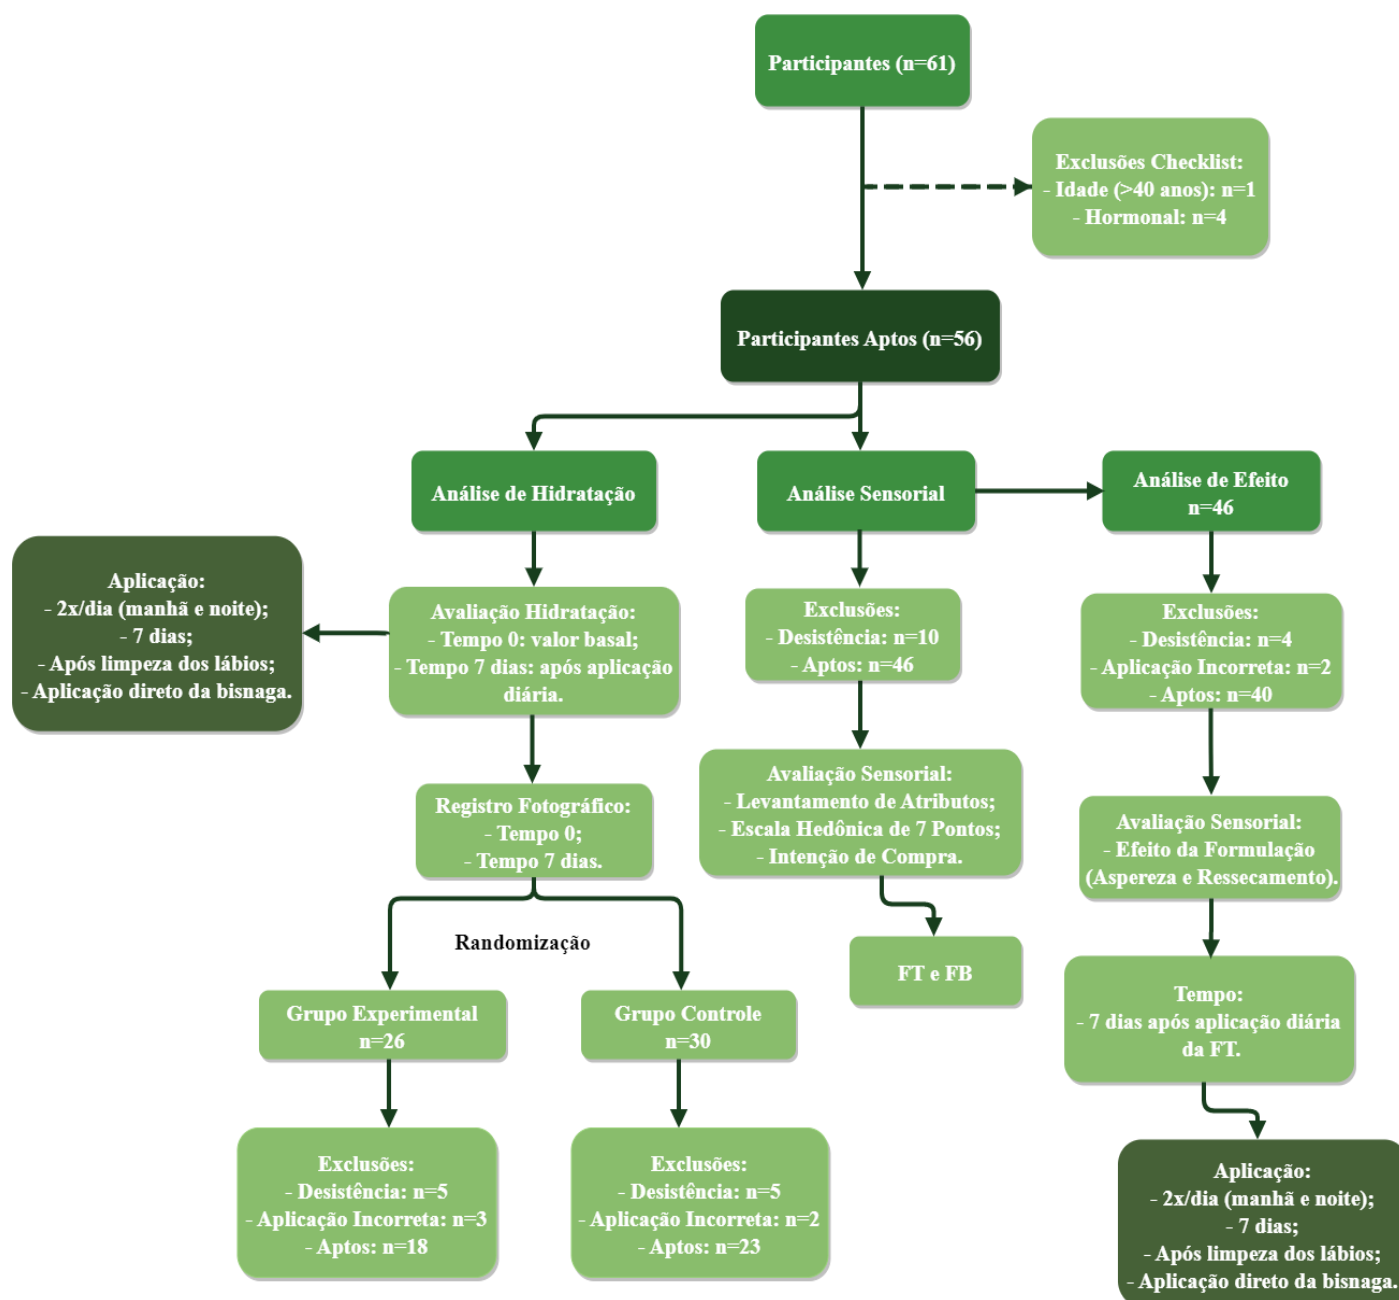 Participantes (n=61)
Exclusões Checklist:
- Idade (>40 anos): n=1
- Hormonal: n=4
Participantes Aptos (n=56)
Análise de Hidratação
Análise Sensorial
Análise de Efeito
n=46
Aplicação:
- 2x/dia (manhã e noite);
- 7 dias;
- Após limpeza dos lábios;
- Aplicação direto da bisnaga.
Avaliação Hidratação:
- Tempo 0: valor basal;
- Tempo 7 dias: após aplicação
diária.
Exclusões:
- Desistência: n=10
- Aptos: n=46
Exclusões:
- Desistência: n=4
- Aplicação Incorreta: n=2
- Aptos: n=40
Registro Fotográfico:
- Tempo 0;
- Tempo 7 dias.
Avaliação Sensorial:
- Levantamento de Atributos;
- Escala Hedônica de 7 Pontos;
- Intenção de Compra.
Avaliação Sensorial:
- Efeito da Formulação
(Aspereza e Ressecamento).
Randomização
FT e FB
Grupo Experimental
n=26
Grupo Controle
n=30
Tempo:
- 7 dias após aplicação diária
da FT.
Exclusões:
- Desistência: n=5
- Aplicação Incorreta: n=3
- Aptos: n=18
Exclusões:
- Desistência: n=5
- Aplicação Incorreta: n=2
- Aptos: n=23
Aplicação:
- 2x/dia (manhã e noite);
- 7 dias;
- Após limpeza dos lábios;
- Aplicação direto da bisnaga.